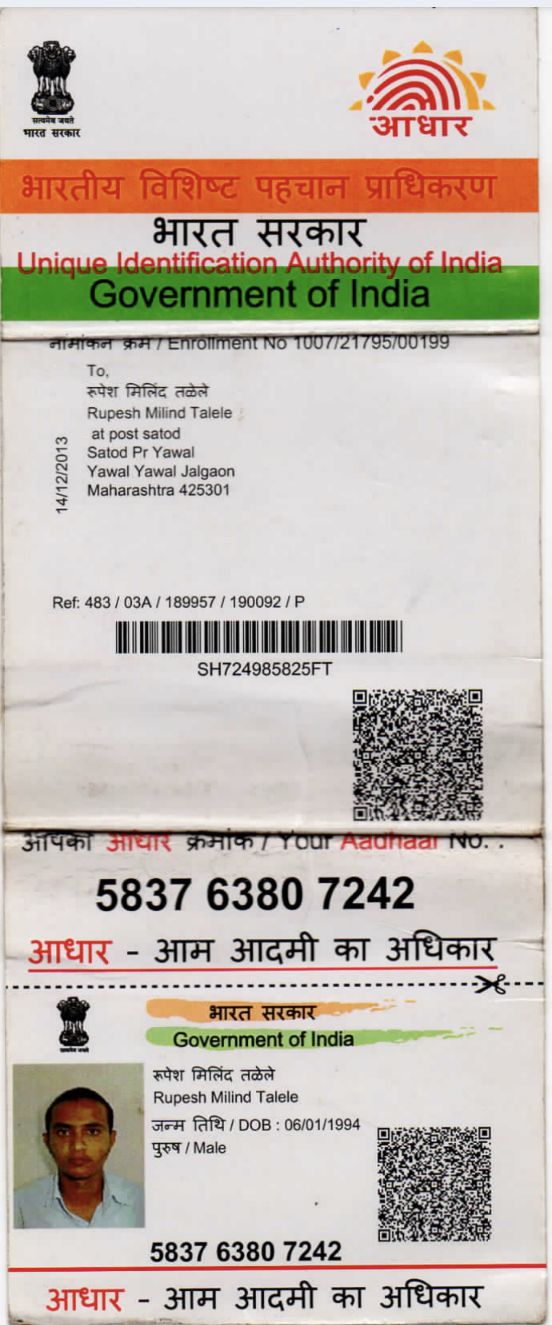 सत्यमेव जयते
भारत सरकार
आधार
भारतीय विशिष्ट पहचान प्राधिकरण
भारत सरकार
Unique Identification Authority of India
Government of India
नामांकन क्रम / Enrollment No 1007/21795/00199
To,
रूपेश मिलिंद तळेले
Rupesh Milind Talele
at post satod
Satod Pr Yawal
Yawal Yawal Jalgaon
Maharashtra 425301
14/12/2013
Ref: 483 / 03A / 189957 / 190092 / P
SH724985825FT
आपका आधार क्रमांक / Your Aadhaar No. :
5837 6380 7242
आधार - आम आदमी का अधिकार
भारत सरकार
Government of India
रूपेश मिलिंद तळेले
Rupesh Milind Talele
जन्म तिथि / DOB : 06/01/1994
पुरुष / Male
5837 6380 7242
आधार - आम आदमी का अधिकार